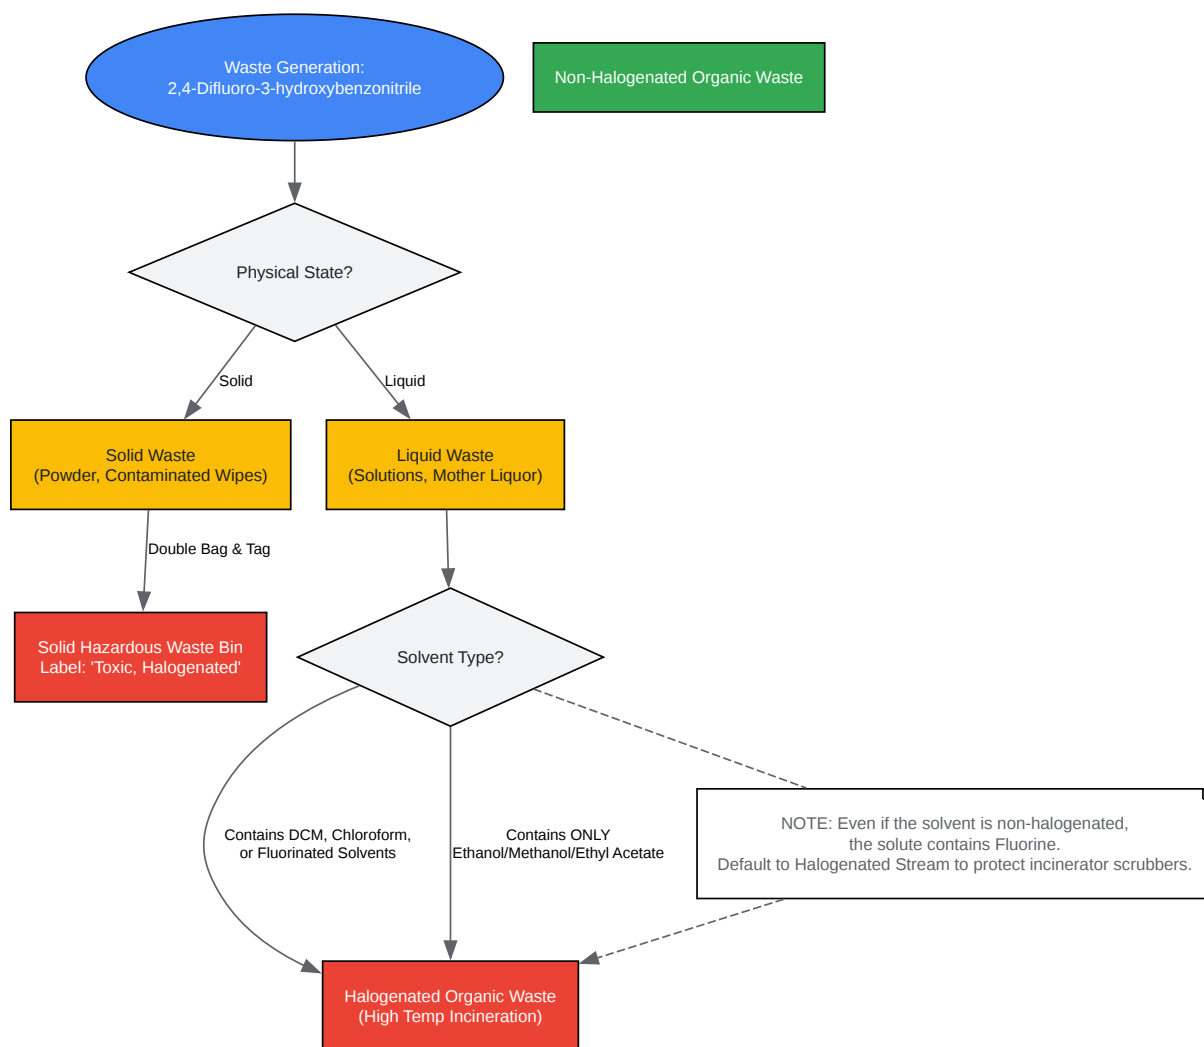 Waste Generation:
2,4-Difluoro-3-hydroxybenzonitrile
Non-Halogenated Organic Waste
Physical State?
Solid
Liquid
Solid Waste
(Powder, Contaminated Wipes)
Liquid Waste
(Solutions, Mother Liquor)
Double Bag & Tag
Solid Hazardous Waste Bin
Label: 'Toxic, Halogenated'
Solvent Type?
Contains DCM, Chloroform,
or Fluorinated Solvents
Contains ONLY
Ethanol/Methanol/Ethyl Acetate
NOTE: Even if the solvent is non-halogenated,
the solute contains Fluorine.
Default to Halogenated Stream to protect incinerator scrubbers.
Halogenated Organic Waste
(High Temp Incineration)